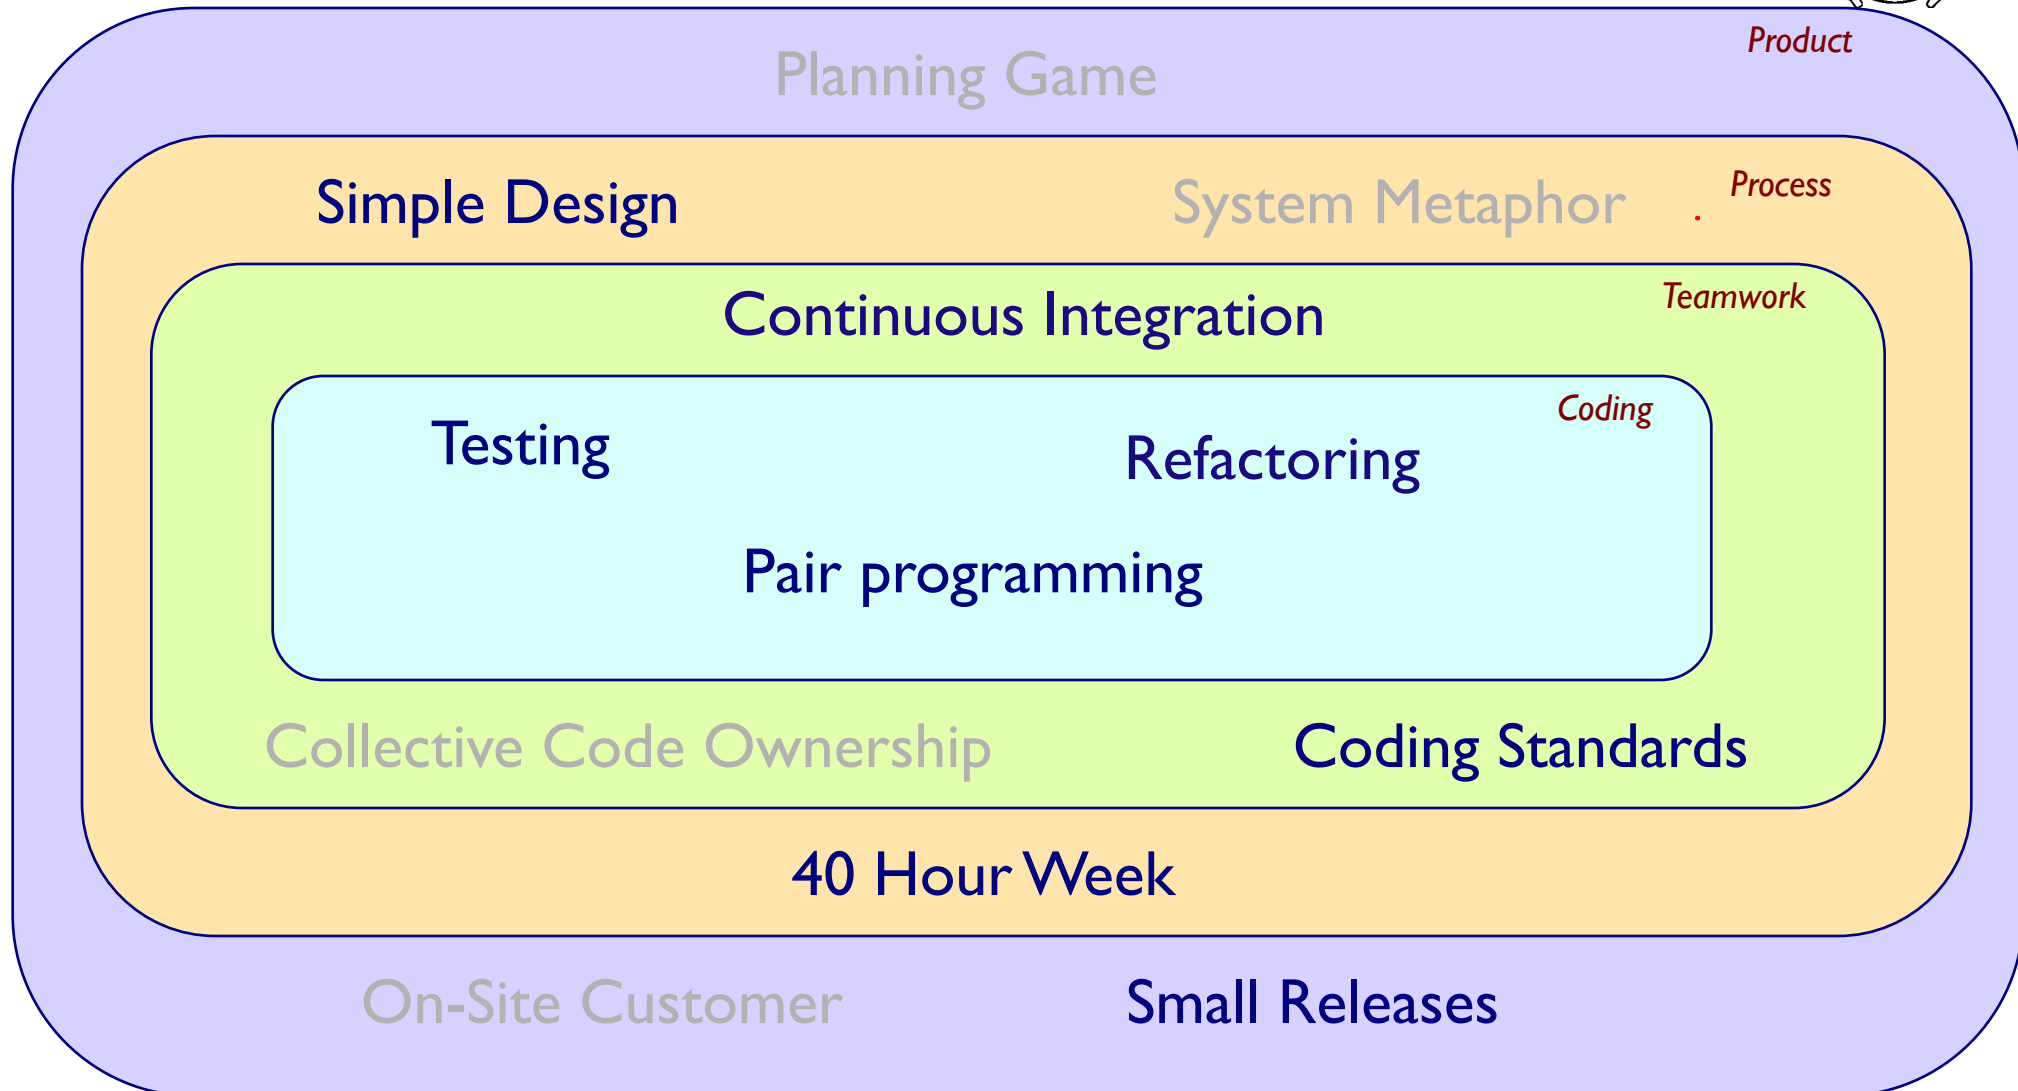 Product
Planning Game
Process
Simple Design
System Metaphor
Teamwork
Continuous Integration
Coding
Testing
Refactoring
Pair programming
Collective Code Ownership
Coding Standards
40 Hour Week
On-Site Customer
Small Releases